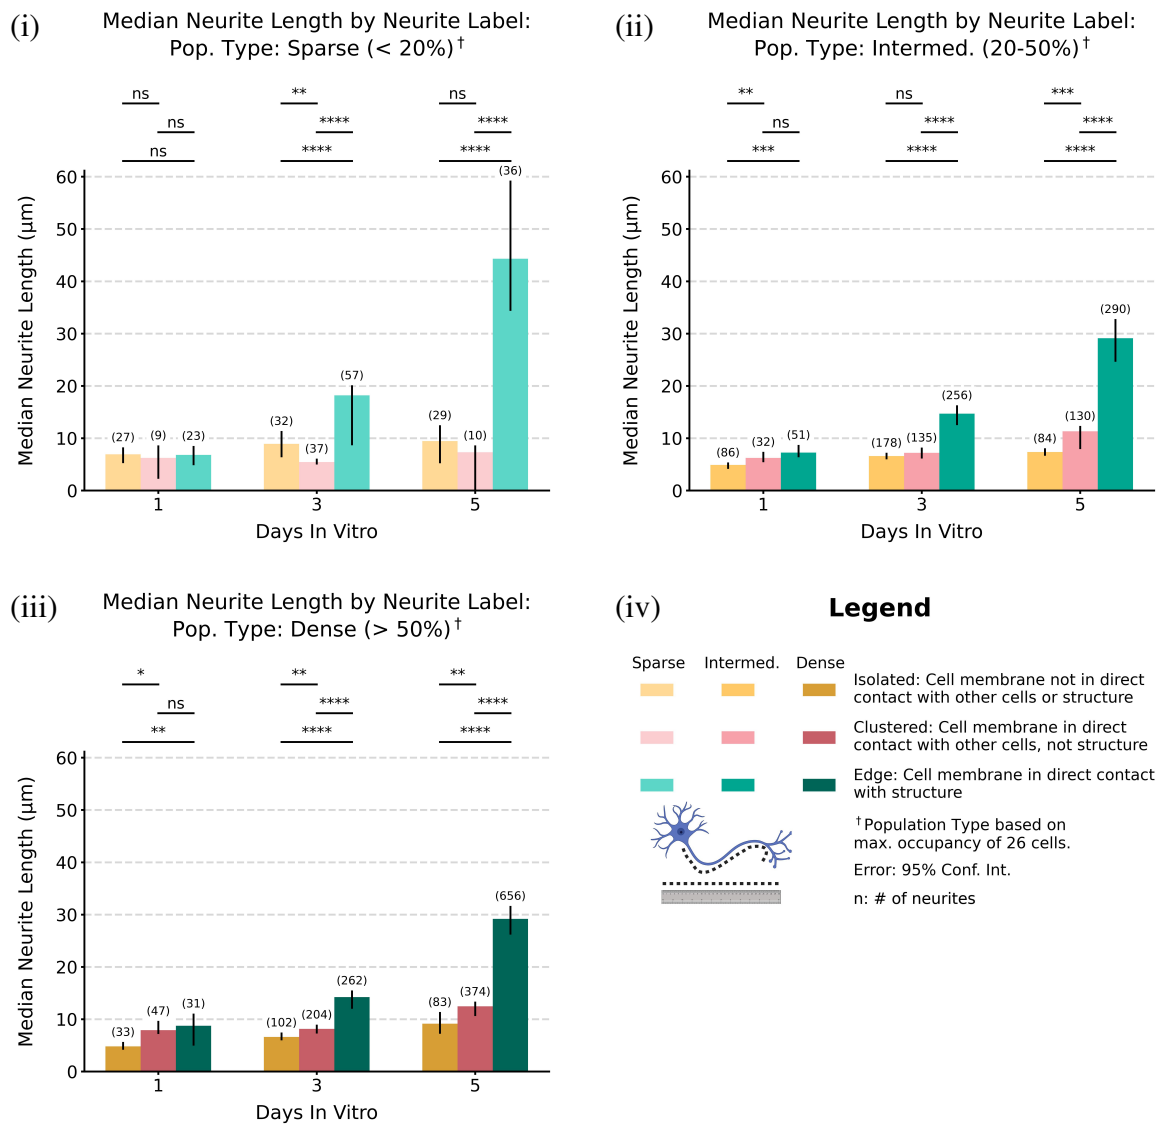 (i)
Median Neurite Length by Neurite Label:
Pop. Type: Sparse (< 20%)†
ns
**
ns
ns
****
****
ns
****
****
60
50
40
30
20
10
0
Median Neurite Length (μm)
(27)
(9)
(23)
(32)
(37)
(57)
(29)
(10)
(36)
1
3
5
Days In Vitro
(ii)
Median Neurite Length by Neurite Label:
Pop. Type: Intermed. (20-50%)†
**
ns
***
ns
****
****
***
****
****
60
50
40
30
20
10
0
Median Neurite Length (μm)
(86)
(32)
(51)
(178)
(135)
(256)
(84)
(130)
(290)
1
3
5
Days In Vitro
(iii)
Median Neurite Length by Neurite Label:
Pop. Type: Dense (> 50%)†
*
**
**
ns
****
****
**
****
****
60
50
40
30
20
10
0
Median Neurite Length (μm)
(33)
(47)
(31)
(102)
(204)
(262)
(83)
(374)
(656)
1
3
5
Days In Vitro
(iv)
Legend
Sparse Intermed. Dense
Isolated: Cell membrane not in direct
contact with other cells or structure
Clustered: Cell membrane in direct
contact with other cells, not structure
Edge: Cell membrane in direct contact
with structure
†Population Type based on
max. occupancy of 26 cells.
Error: 95% Conf. Int.
n: # of neurites